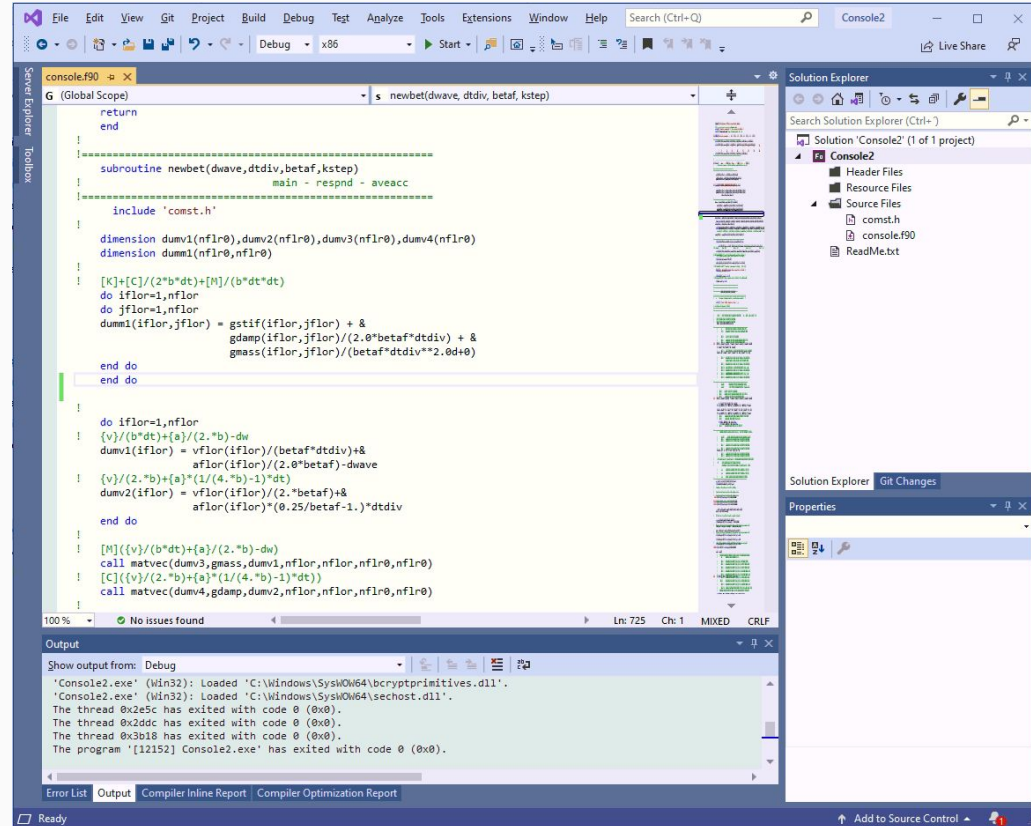 File Edit View Git Project Build Debug Test Analyze Tools Extensions Window Help Search (Ctrl+Q) Console2
Debug x86 Start Live Share
Server Explorer
Toolbox
console.f90
G (Global Scope) s newbet(dwave, dtdiv, betaf, kstep)
return
end
!
!=======================================================
subroutine newbet(dwave,dtdiv,betaf,kstep)
! main - respnd - aveacc
!=======================================================
include 'comst.h'
!
dimension dumv1(nflr0),dumv2(nflr0),dumv3(nflr0),dumv4(nflr0)
dimension dumm1(nflr0,nflr0)
!
! [K]+[C]/(2*b*dt)+[M]/(b*dt*dt)
do iflor=1,nflor
do jflor=1,nflor
dumm1(iflor,jflor) = gstif(iflor,jflor) + &
gdamp(iflor,jflor)/(2.0*betaf*dtdiv) + &
gmass(iflor,jflor)/(betaf*dtdiv**2.0d+0)
end do
end do
!
do iflor=1,nflor
! {v}/(b*dt)+{a}/(2.*b)-dw
dumv1(iflor) = vflor(iflor)/(betaf*dtdiv)+&
aflor(iflor)/(2.0*betaf)-dwave
! {v}/(2.*b)+{a}*(1/(4.*b)-1)*dt)
dumv2(iflor) = vflor(iflor)/(2.*betaf)+&
aflor(iflor)*(0.25/betaf-1.)*dtdiv
end do
!
! [M]({v}/(b*dt)+{a}/(2.*b)-dw)
call matvec(dumv3,gmass,dumv1,nflor,nflor,nflr0,nflr0)
! [C]({v}/(2.*b)+{a}*(1/(4.*b)-1)*dt))
call matvec(dumv4,gdamp,dumv2,nflor,nflor,nflr0,nflr0)
!
100 % No issues found Ln: 725 Ch: 1 MIXED CRLF
Output
Show output from: Debug
'Console2.exe' (Win32): Loaded 'C:\Windows\SysWOW64\bcryptprimitives.dll'.
'Console2.exe' (Win32): Loaded 'C:\Windows\SysWOW64\sechost.dll'.
The thread 0x2e5c has exited with code 0 (0x0).
The thread 0x2ddc has exited with code 0 (0x0).
The thread 0x3b18 has exited with code 0 (0x0).
The program '[12152] Console2.exe' has exited with code 0 (0x0).
Error List Output Compiler Inline Report Compiler Optimization Report
Solution Explorer
Search Solution Explorer (Ctrl+´)
Solution 'Console2' (1 of 1 project)
Console2
Header Files
Resource Files
Source Files
comst.h
console.f90
ReadMe.txt
Solution Explorer Git Changes
Properties
Ready Add to Source Control 1